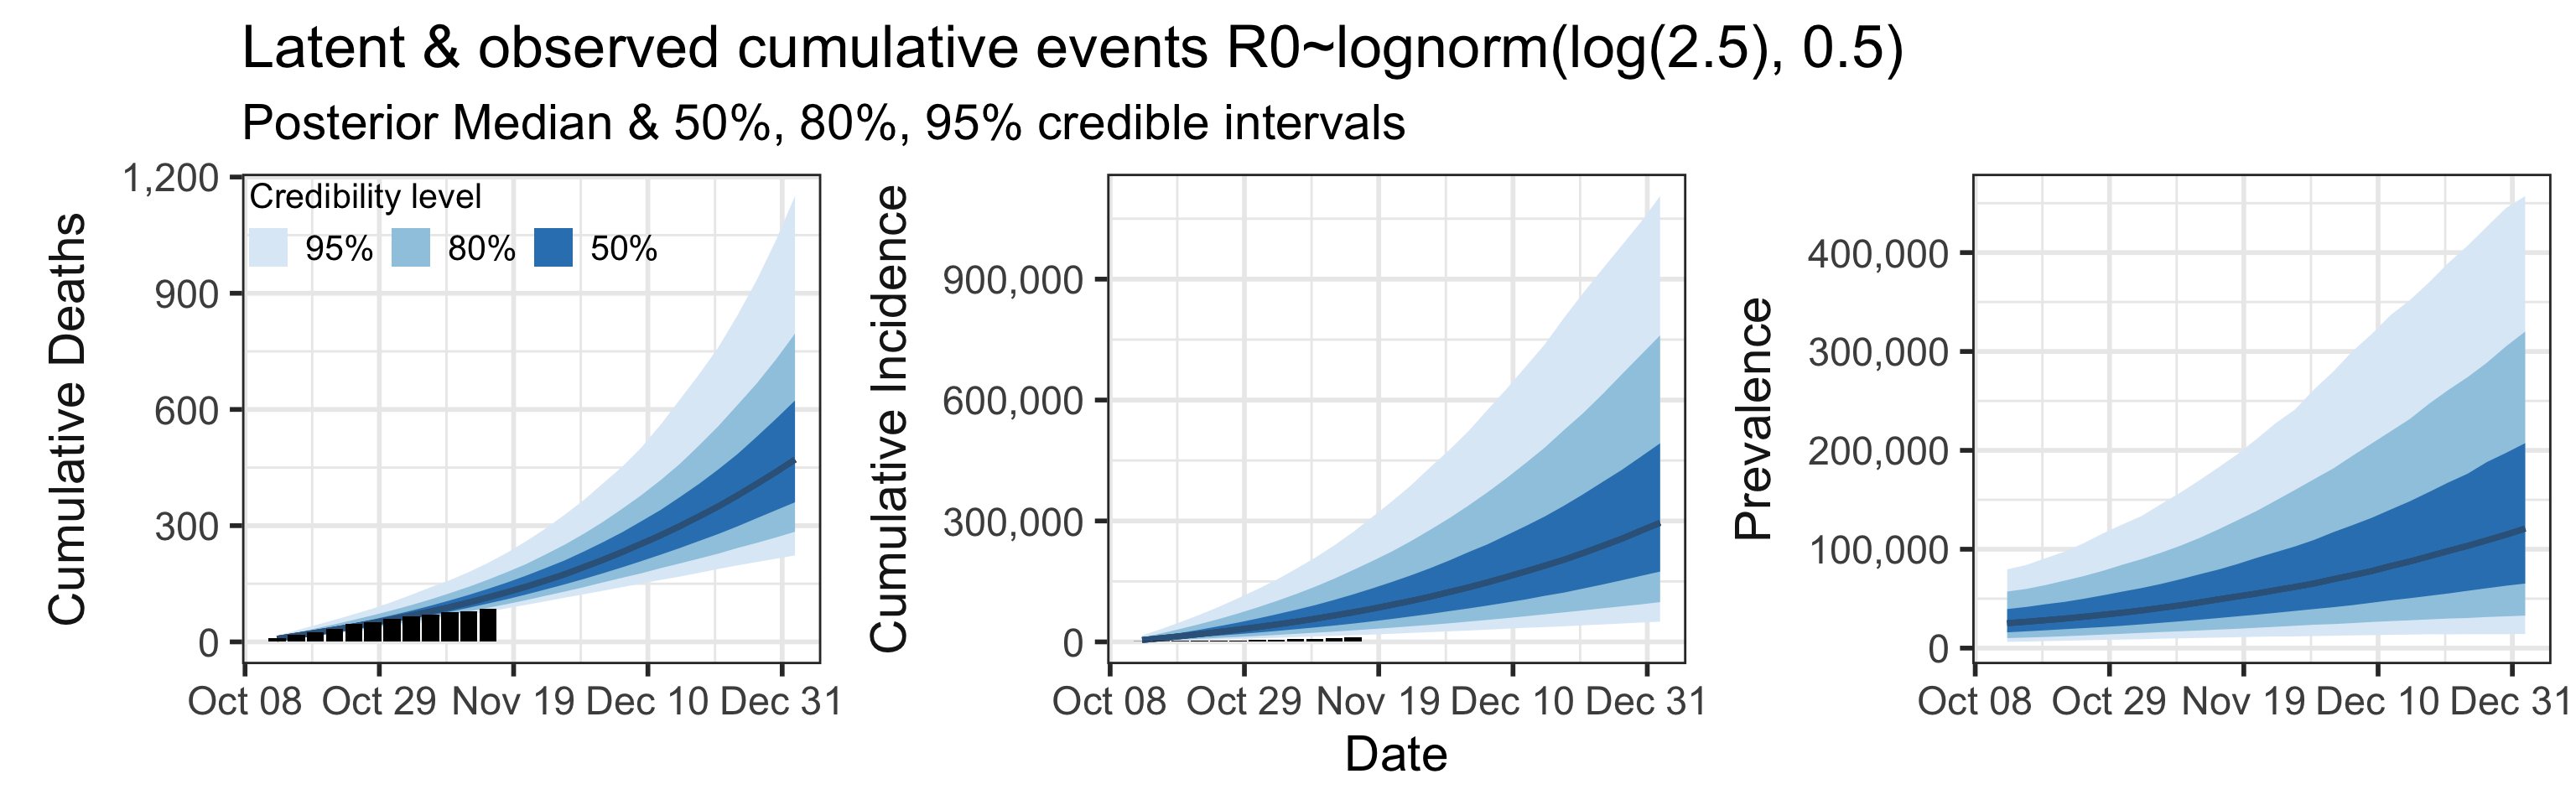 Latent & observed cumulative events R0~lognorm(log(2.5), 0.5)
Posterior Median & 50%, 80%, 95% credible intervals
Cumulative Deaths
1,200
900
600
300
0
Credibility level
95% 80% 50%
Oct 08 Oct 29 Nov 19 Dec 10 Dec 31
Cumulative Incidence
900,000
600,000
300,000
0
Oct 08 Oct 29 Nov 19 Dec 10 Dec 31
Prevalence
400,000
300,000
200,000
100,000
0
Oct 08 Oct 29 Nov 19 Dec 10 Dec 31
Date